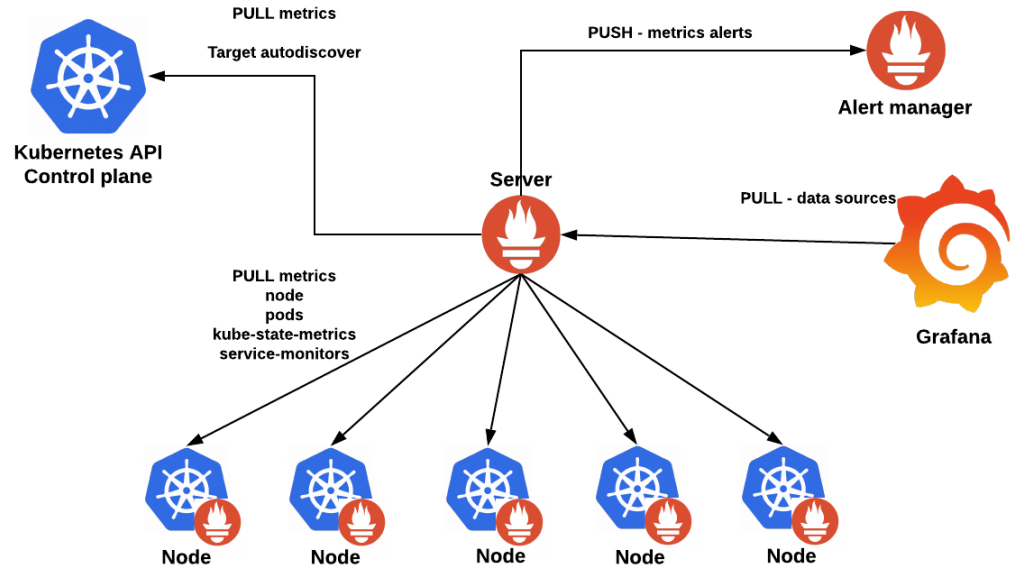 PULL metrics
Target autodiscover
PUSH - metrics alerts
Alert manager
Kubernetes API
Control plane
Server
PULL - data sources
Grafana
PULL metrics
node
pods
kube-state-metrics
service-monitors
Node
Node
Node
Node
Node